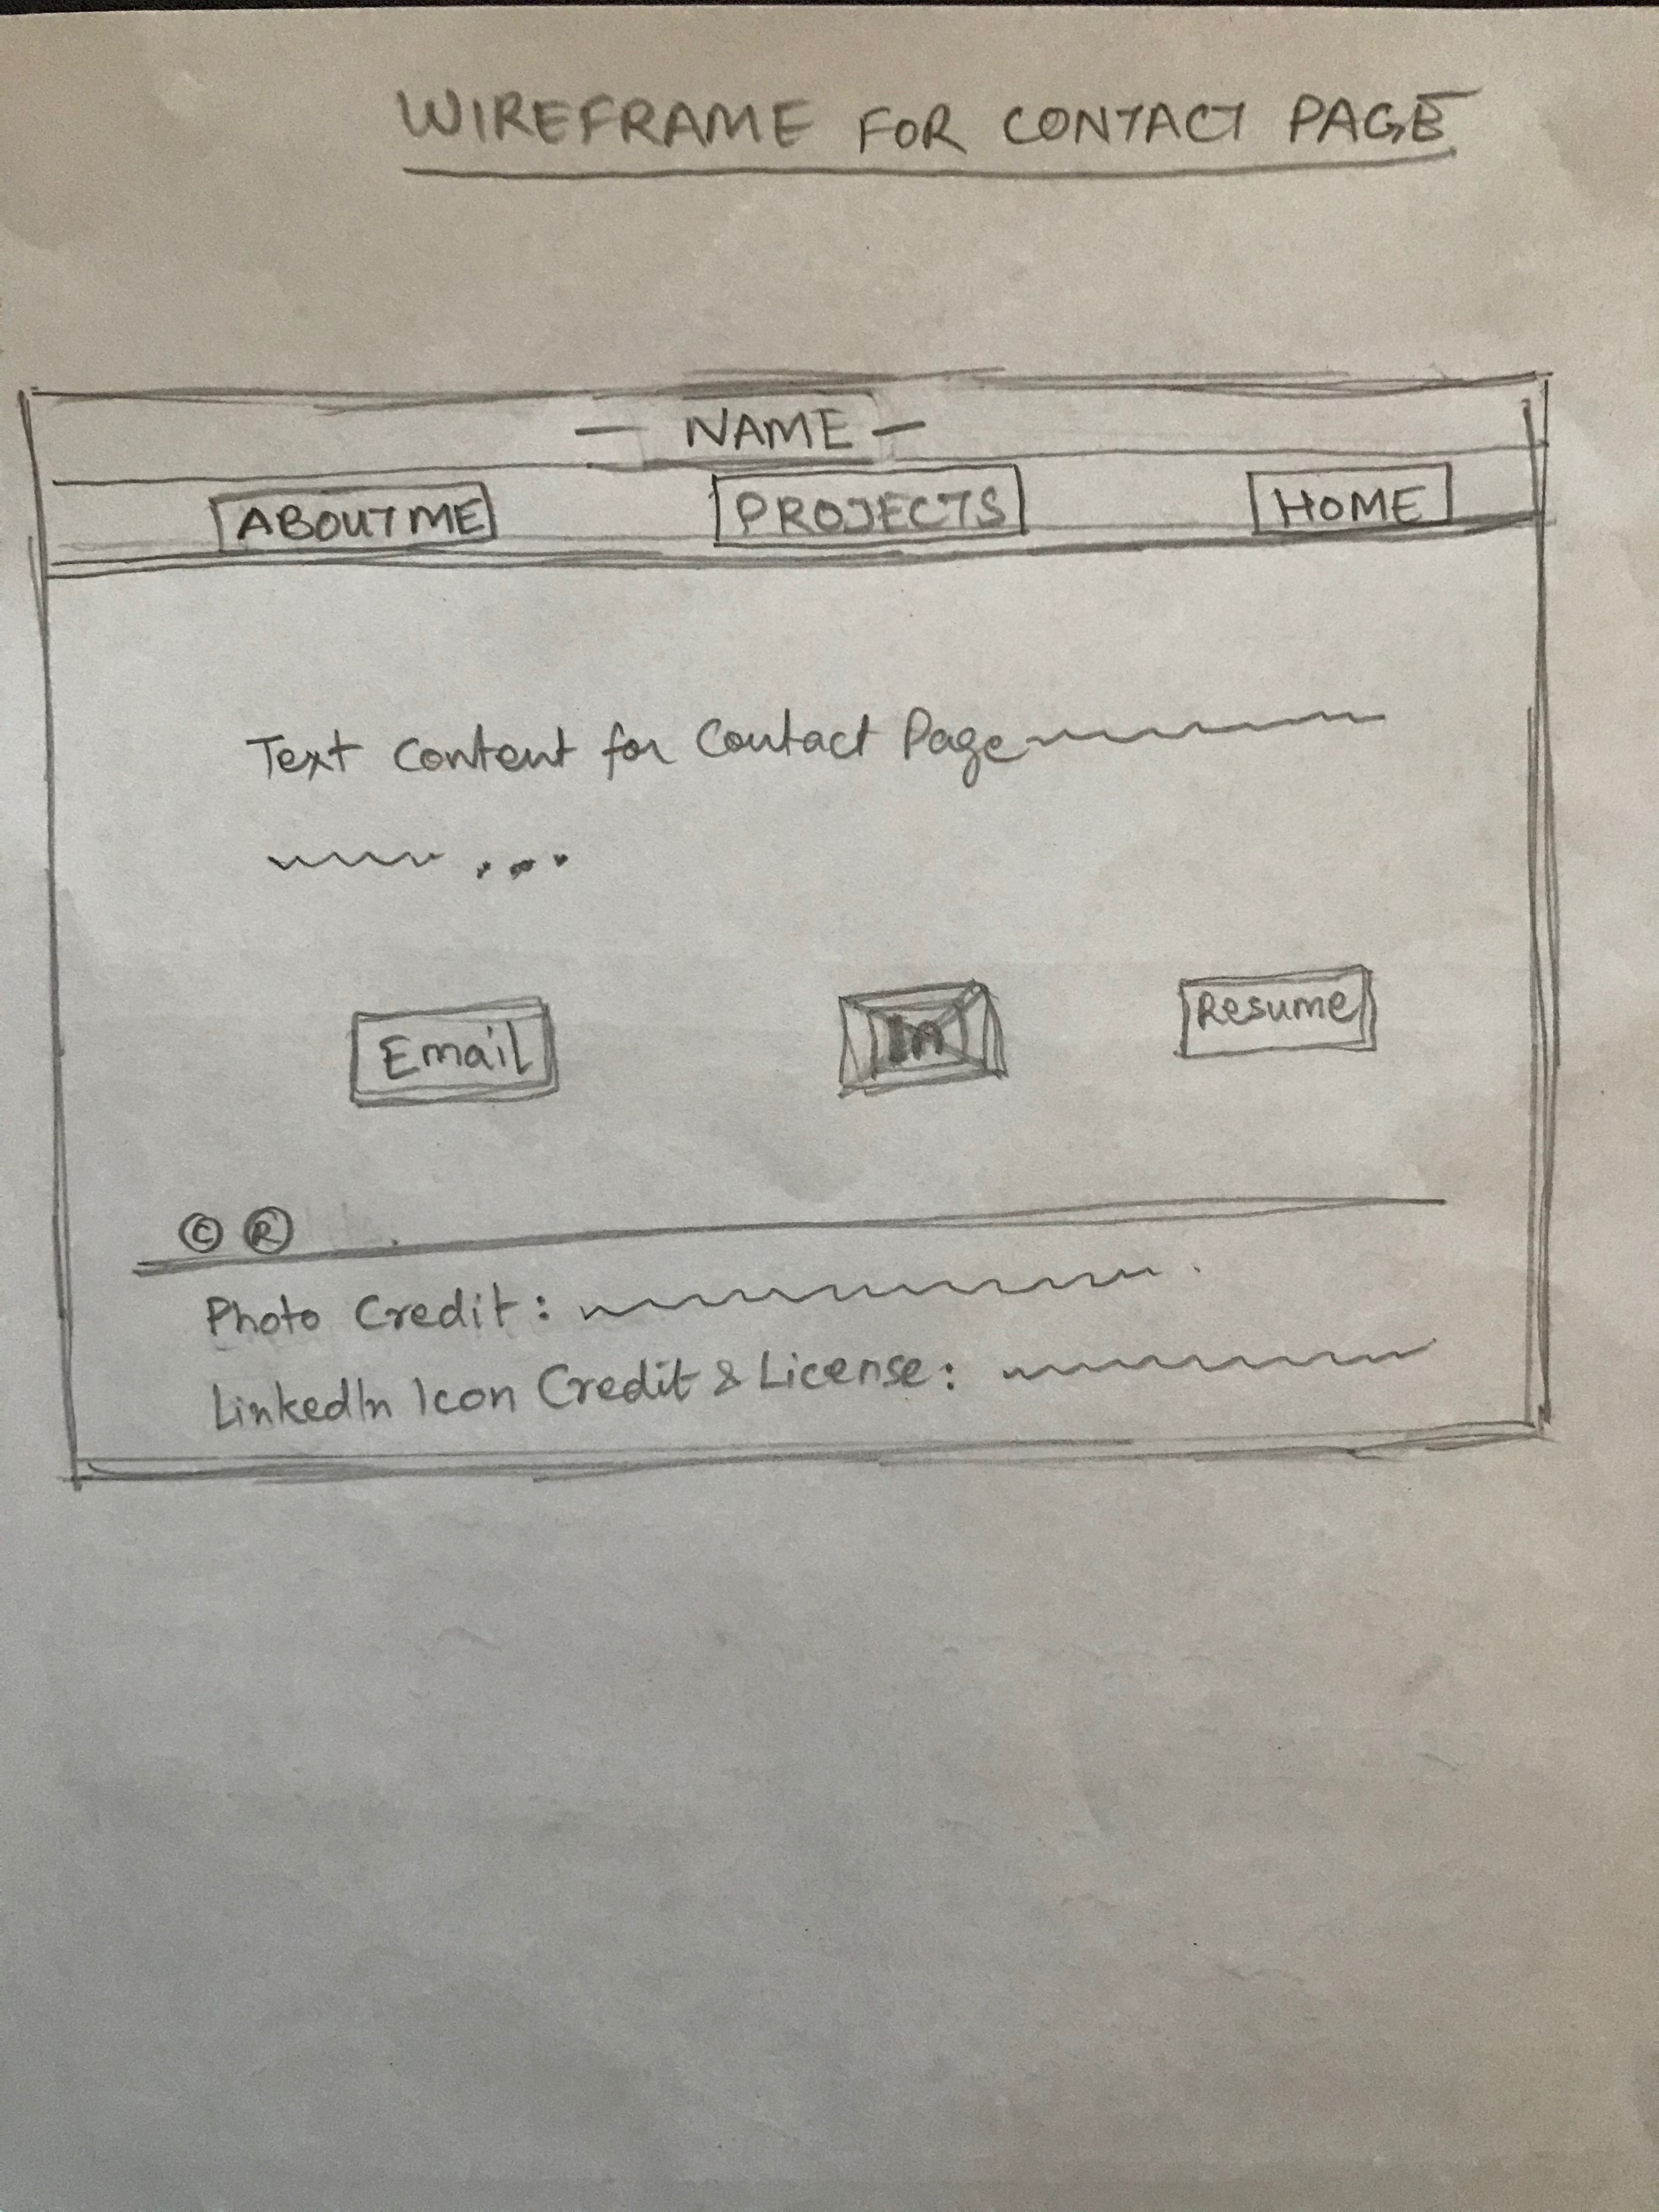 WIREFRAME FOR CONTACT PAGE
— NAME —
ABOUT ME PROJECTS HOME
Text Content for Contact Page
...
Email In Resume
© ®
Photo Credit:
LinkedIn Icon Credit & License: